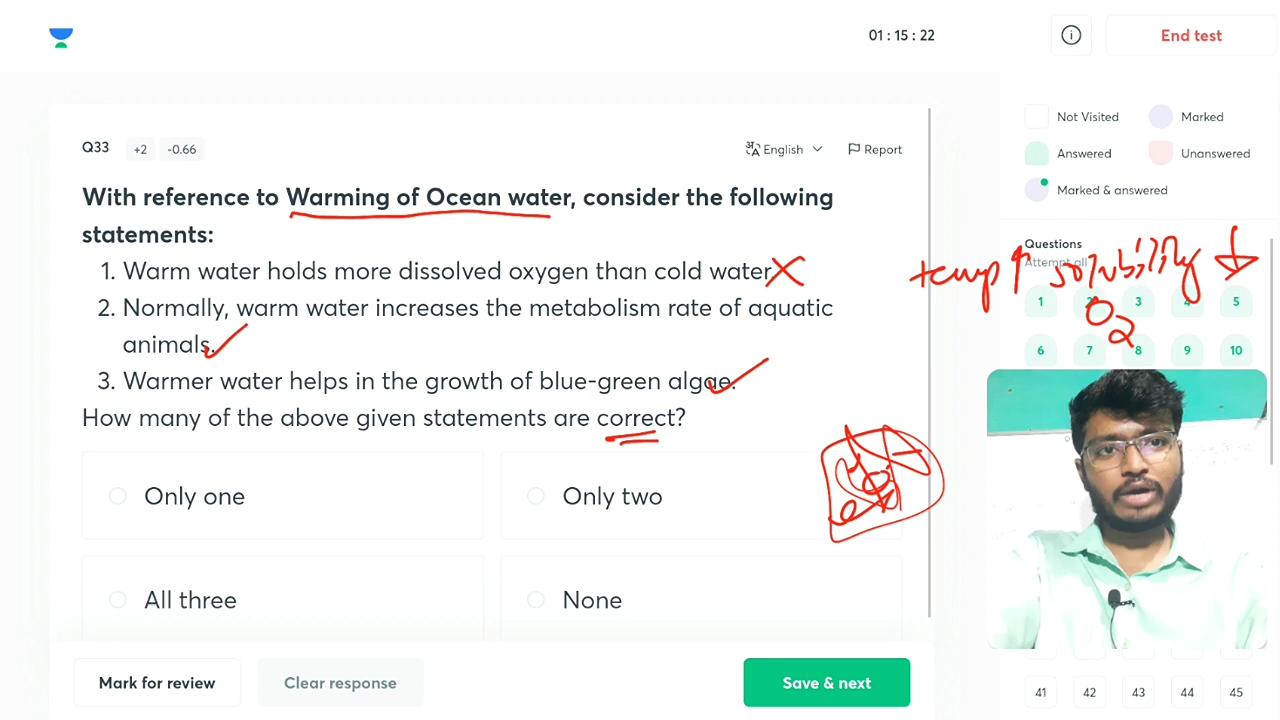 01 : 15 : 22
End test
Q33
+2
-0.66
English
Report
With reference to Warming of Ocean water, consider the following
statements:
1. Warm water holds more dissolved oxygen than cold water.
2. Normally, warm water increases the metabolism rate of aquatic
animals.
3. Warmer water helps in the growth of blue-green algae.
How many of the above given statements are correct?
Only one
Only two
All three
None
Mark for review
Clear response
Save & next
Not Visited
Marked
Answered
Unanswered
Marked & answered
Questions
Attempt all
temp ↑ solubility ↓
O2
1 2 3 4 5
6 7 8 9 10
41 42 43 44 45